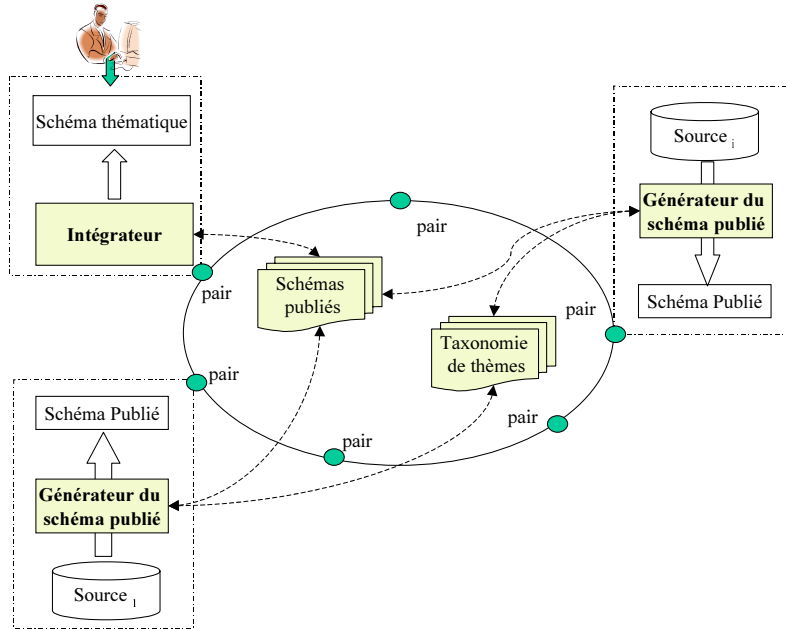 Schéma thématique
Intégrateur
pair
pair
Schémas
publiés
Taxonomie
de thèmes
pair
Source i
Générateur du
schéma publié
Schéma Publié
pair
Schéma Publié
Générateur du
schéma publié
Source 1
pair
pair